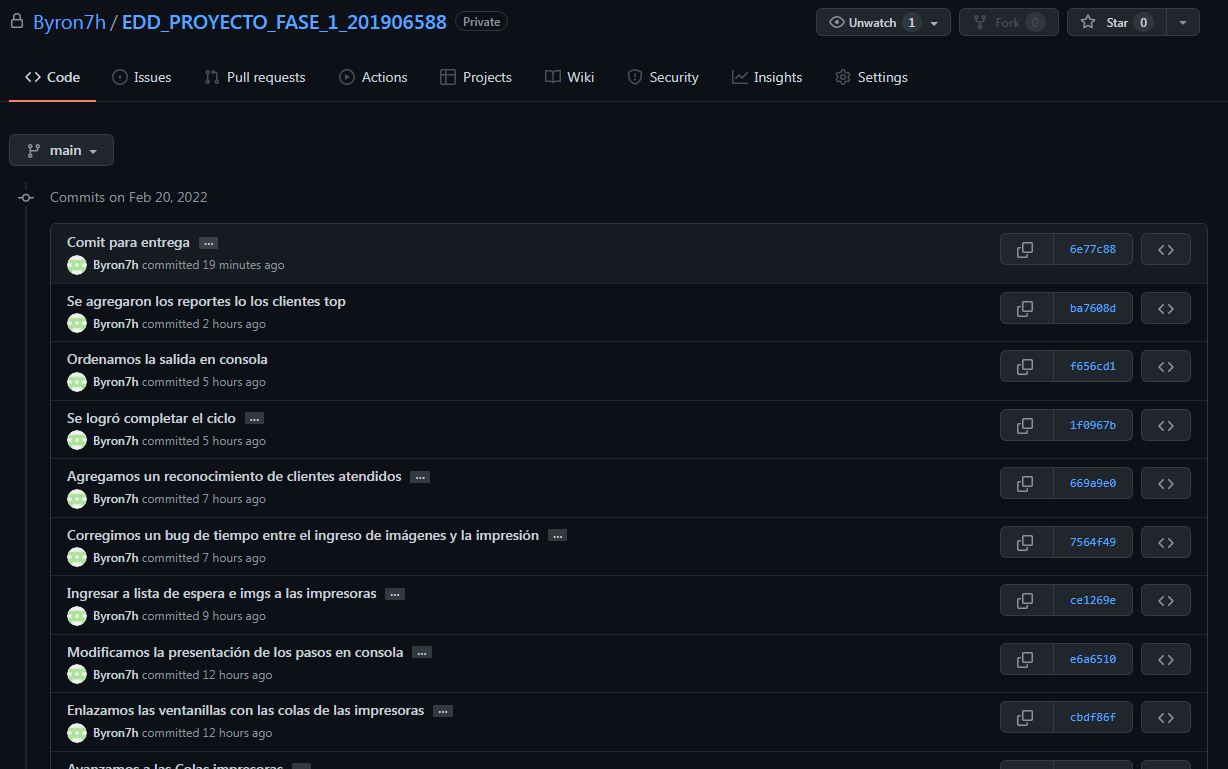 Byron7h / EDD_PROYECTO_FASE_1_201906588 Private
Unwatch 1 Fork 0 Star 0
<> Code Issues Pull requests Actions Projects Wiki Security Insights Settings
main
Commits on Feb 20, 2022
Comit para entrega ...
Byron7h committed 19 minutes ago
6e77c88 <>
Se agregaron los reportes lo los clientes top
Byron7h committed 2 hours ago
ba7608d <>
Ordenamos la salida en consola
Byron7h committed 5 hours ago
f656cd1 <>
Se logró completar el ciclo ...
Byron7h committed 5 hours ago
1f0967b <>
Agregamos un reconocimiento de clientes atendidos ...
Byron7h committed 7 hours ago
669a9e0 <>
Corregimos un bug de tiempo entre el ingreso de imágenes y la impresión ...
Byron7h committed 7 hours ago
7564f49 <>
Ingresar a lista de espera e imgs a las impresoras ...
Byron7h committed 9 hours ago
ce1269e <>
Modificamos la presentación de los pasos en consola ...
Byron7h committed 12 hours ago
e6a6510 <>
Enlazamos las ventanillas con las colas de las impresoras ...
Byron7h committed 12 hours ago
cbdf86f <>
Avanzamos a las Colas impresoras